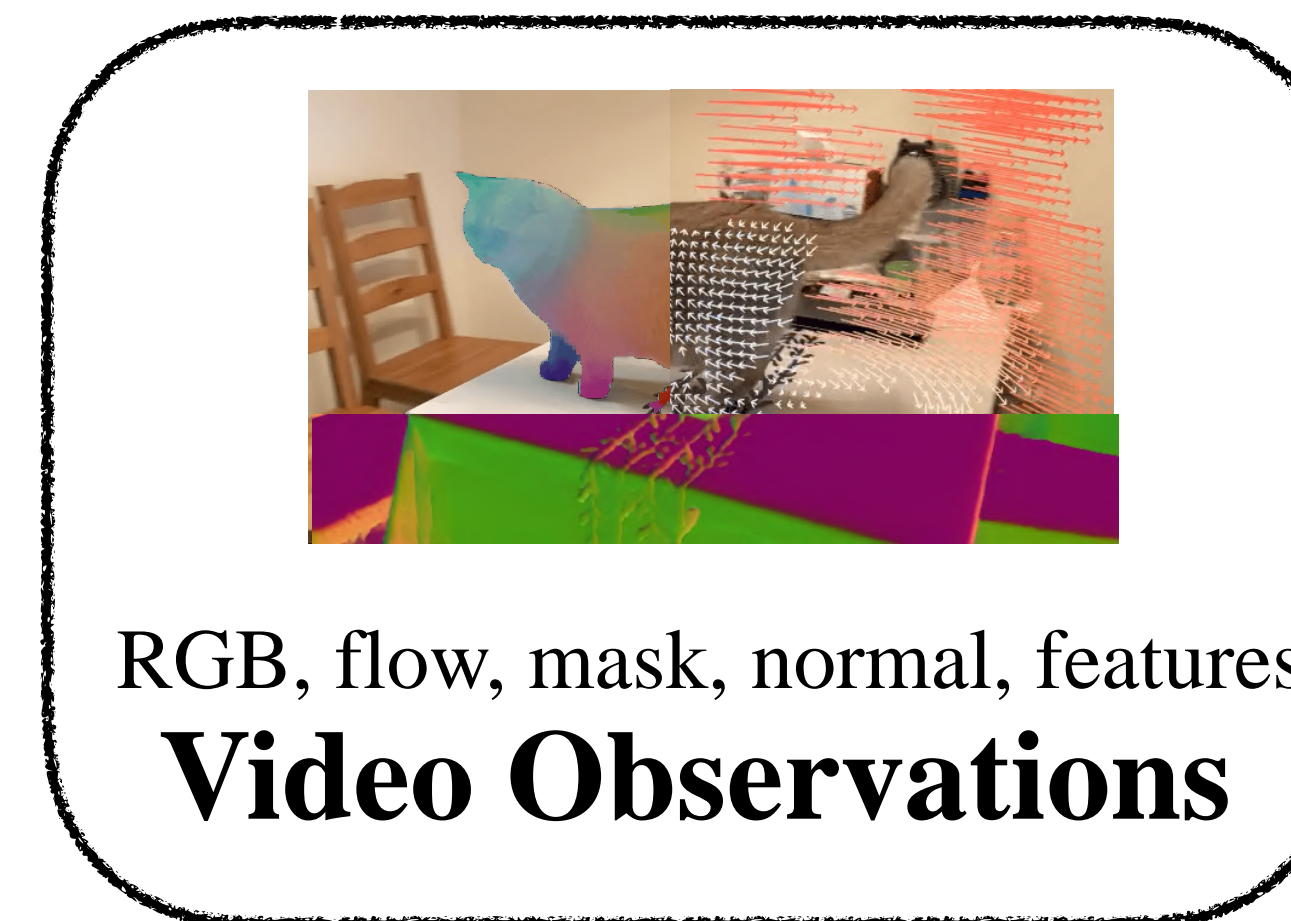 RGB, flow, mask, normal, features
Video Observations